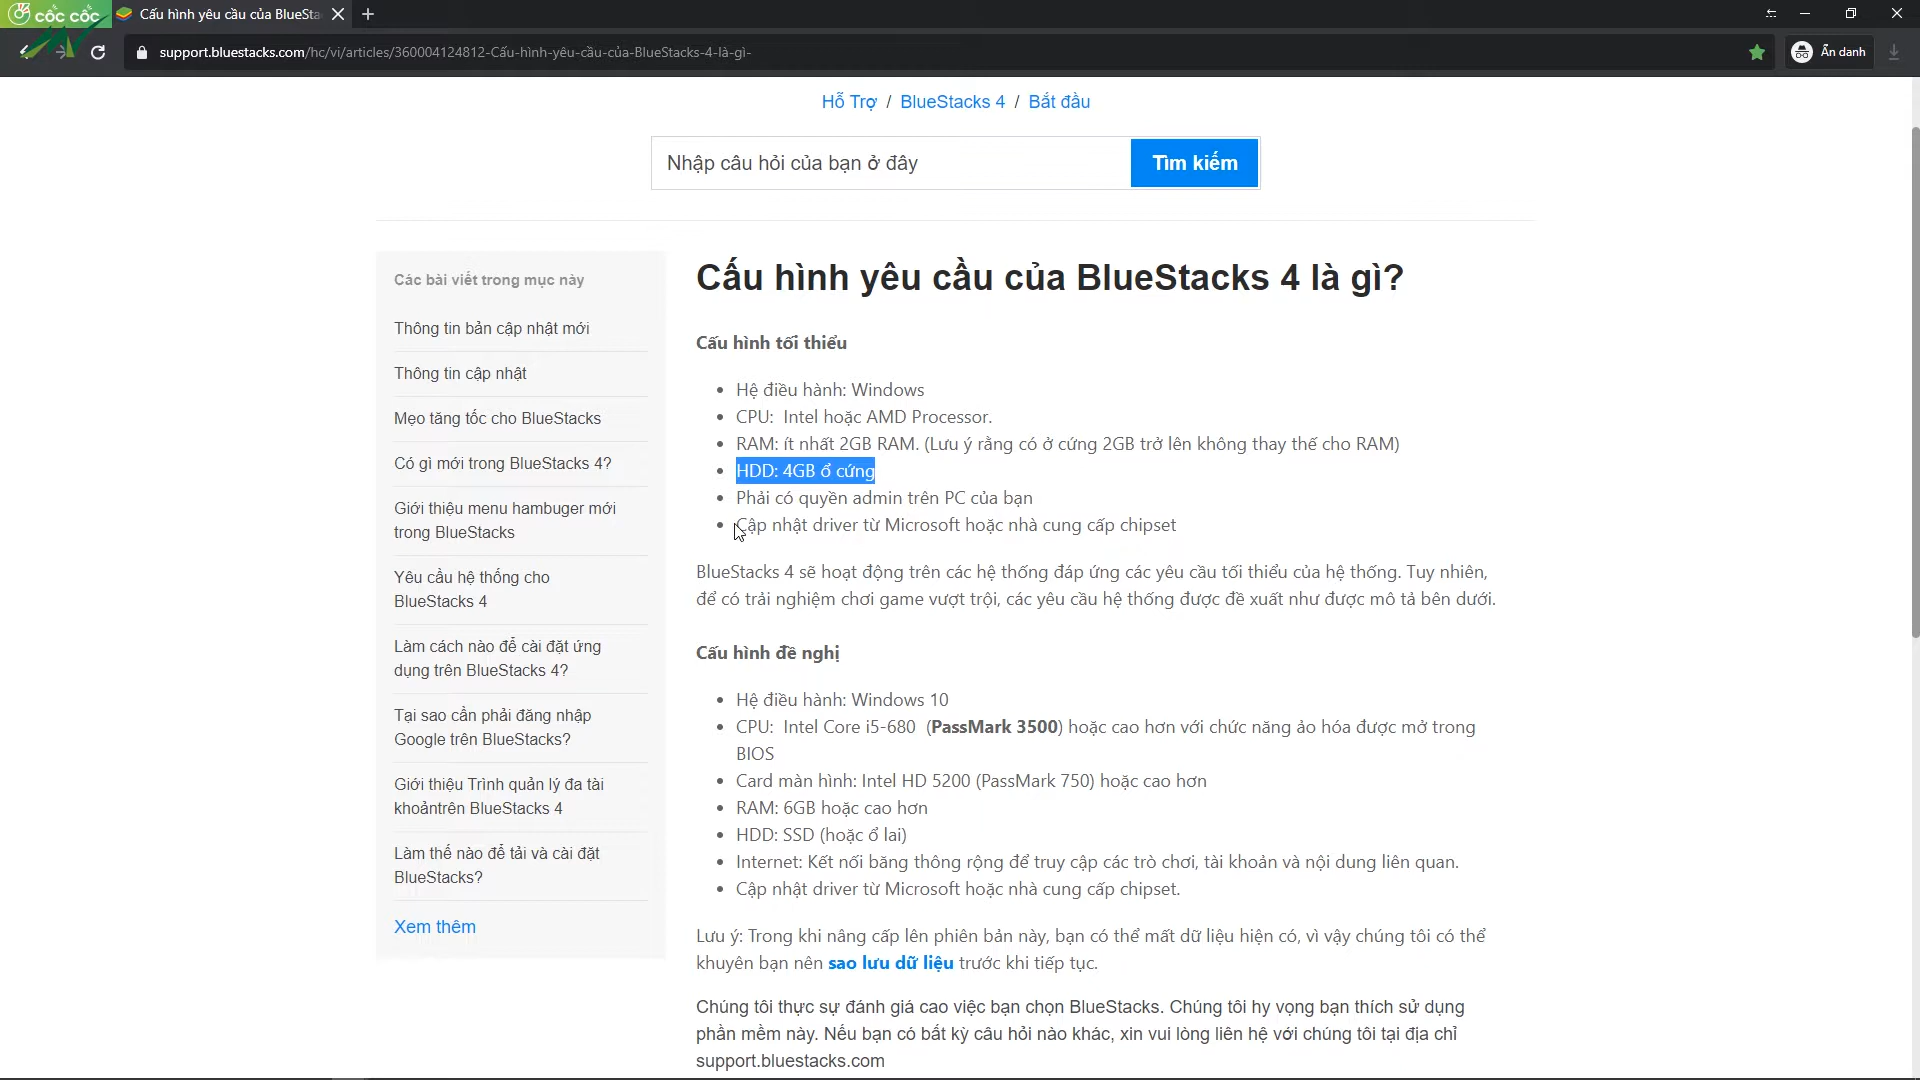 cốc cốc
Cấu hình yêu cầu của BlueSta
support.bluestacks.com/hc/vi/articles/360004124812-Cấu-hình-yêu-cầu-của-BlueStacks-4-là-gì-
Ẩn danh
Hỗ Trợ / BlueStacks 4 / Bắt đầu
Nhập câu hỏi của bạn ở đây
Tìm kiếm
Các bài viết trong mục này
Thông tin bản cập nhật mới
Thông tin cập nhật
Mẹo tăng tốc cho BlueStacks
Có gì mới trong BlueStacks 4?
Giới thiệu menu hambuger mới
trong BlueStacks
Yêu cầu hệ thống cho
BlueStacks 4
Làm cách nào để cài đặt ứng
dụng trên BlueStacks 4?
Tại sao cần phải đăng nhập
Google trên BlueStacks?
Giới thiệu Trình quản lý đa tài
khoảntrên BlueStacks 4
Làm thế nào để tải và cài đặt
BlueStacks?
Xem thêm
Cấu hình yêu cầu của BlueStacks 4 là gì?
Cấu hình tối thiểu
Hệ điều hành: Windows
CPU: Intel hoặc AMD Processor.
RAM: ít nhất 2GB RAM. (Lưu ý rằng có ở cứng 2GB trở lên không thay thế cho RAM)
HDD: 4GB ổ cứng
Phải có quyền admin trên PC của bạn
Cập nhật driver từ Microsoft hoặc nhà cung cấp chipset
BlueStacks 4 sẽ hoạt động trên các hệ thống đáp ứng các yêu cầu tối thiểu của hệ thống. Tuy nhiên,
để có trải nghiệm chơi game vượt trội, các yêu cầu hệ thống được đề xuất như được mô tả bên dưới.
Cấu hình đề nghị
Hệ điều hành: Windows 10
CPU: Intel Core i5-680 (PassMark 3500) hoặc cao hơn với chức năng ảo hóa được mở trong
BIOS
Card màn hình: Intel HD 5200 (PassMark 750) hoặc cao hơn
RAM: 6GB hoặc cao hơn
HDD: SSD (hoặc ổ lai)
Internet: Kết nối băng thông rộng để truy cập các trò chơi, tài khoản và nội dung liên quan.
Cập nhật driver từ Microsoft hoặc nhà cung cấp chipset.
Lưu ý: Trong khi nâng cấp lên phiên bản này, bạn có thể mất dữ liệu hiện có, vì vậy chúng tôi có thể
khuyên bạn nên sao lưu dữ liệu trước khi tiếp tục.
Chúng tôi thực sự đánh giá cao việc bạn chọn BlueStacks. Chúng tôi hy vọng bạn thích sử dụng
phần mềm này. Nếu bạn có bất kỳ câu hỏi nào khác, xin vui lòng liên hệ với chúng tôi tại địa chỉ
support.bluestacks.com